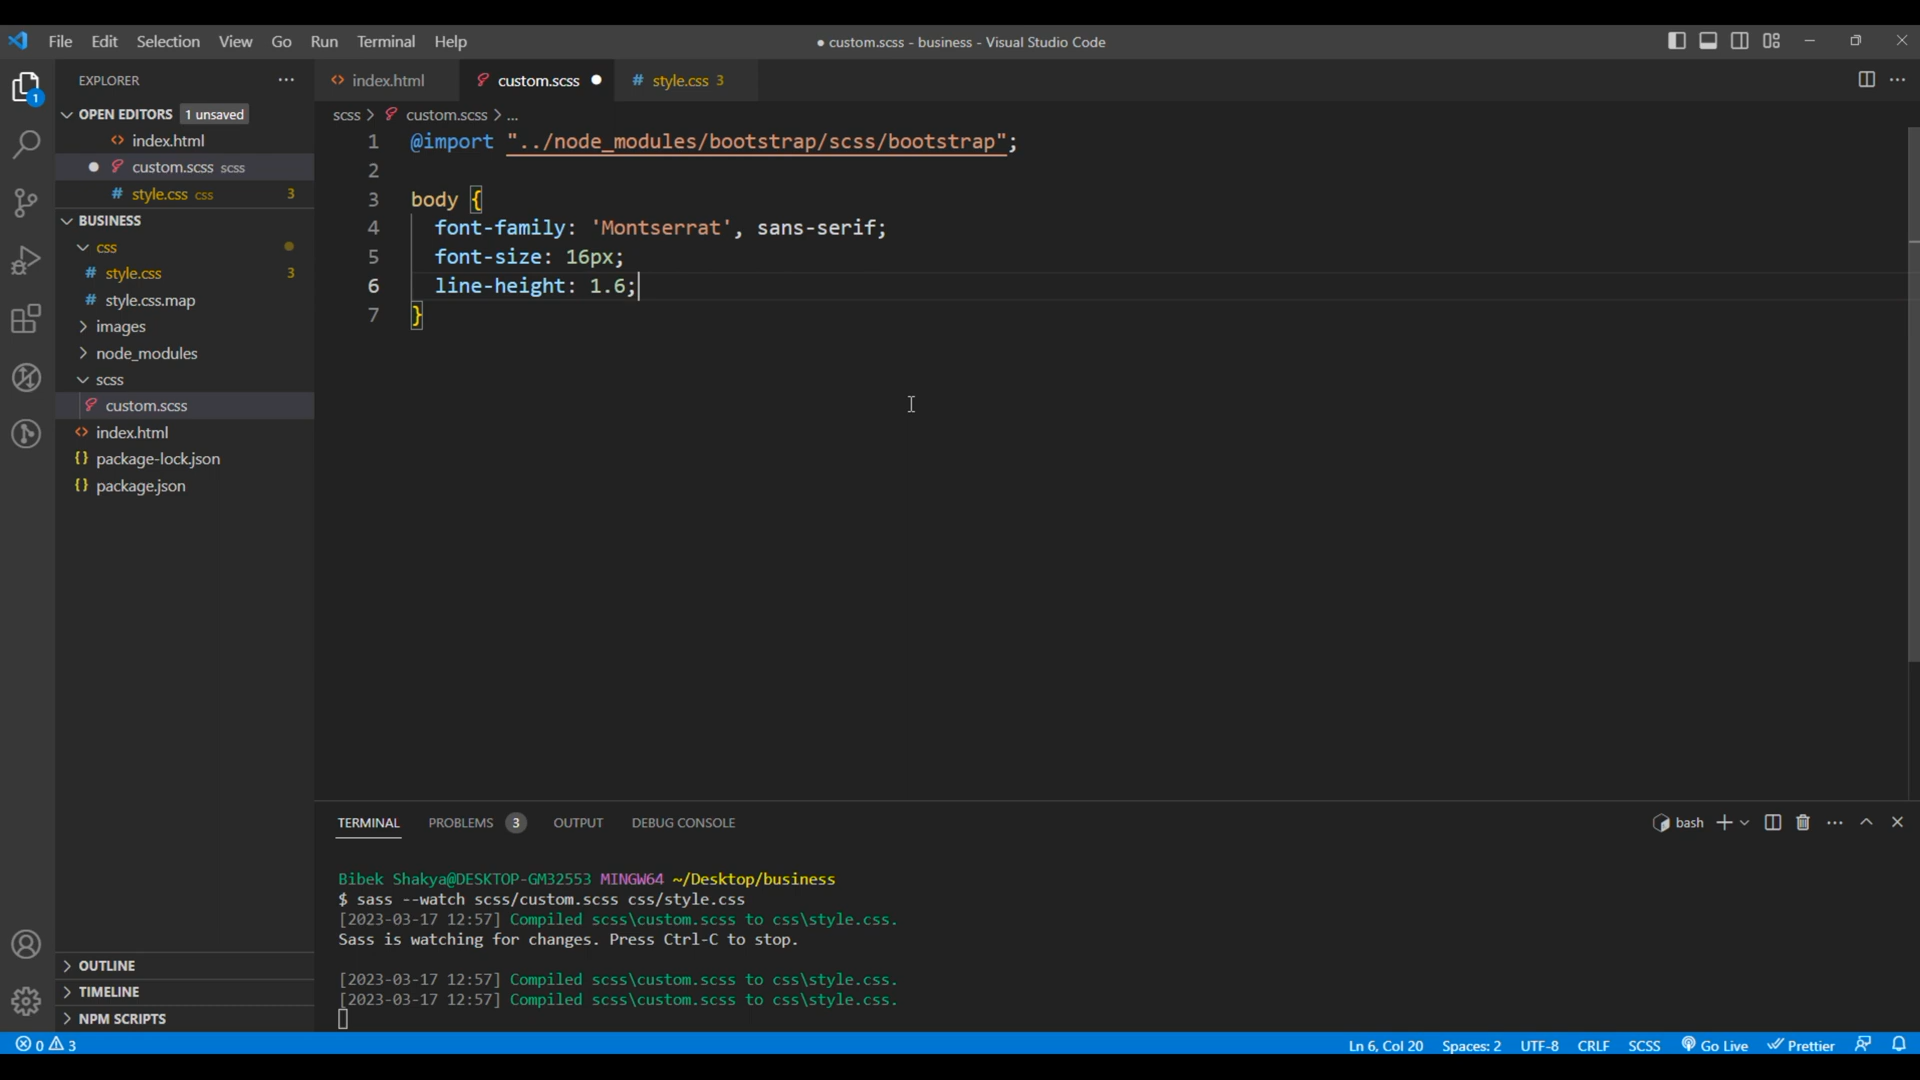 File Edit Selection View Go Run Terminal Help
● custom.scss - business - Visual Studio Code
1
EXPLORER ...
OPEN EDITORS 1 unsaved
<> index.html
● custom.scss scss
# style.css css 3
BUSINESS
css
# style.css 3
# style.css.map
images
node_modules
scss
custom.scss
<> index.html
{} package-lock.json
{} package.json
OUTLINE
TIMELINE
NPM SCRIPTS
<> index.html custom.scss ● # style.css 3
scss > custom.scss > ...
1 @import "../node_modules/bootstrap/scss/bootstrap";
2
3 body {
4 font-family: 'Montserrat', sans-serif;
5 font-size: 16px;
6 line-height: 1.6;
7 }
TERMINAL PROBLEMS 3 OUTPUT DEBUG CONSOLE
bash
Bibek Shakya@DESKTOP-GM32553 MINGW64 ~/Desktop/business
$ sass --watch scss/custom.scss css/style.css
[2023-03-17 12:57] Compiled scss\custom.scss to css\style.css.
Sass is watching for changes. Press Ctrl-C to stop.
[2023-03-17 12:57] Compiled scss\custom.scss to css\style.css.
[2023-03-17 12:57] Compiled scss\custom.scss to css\style.css.
0 3
Ln 6, Col 20 Spaces: 2 UTF-8 CRLF SCSS Go Live Prettier